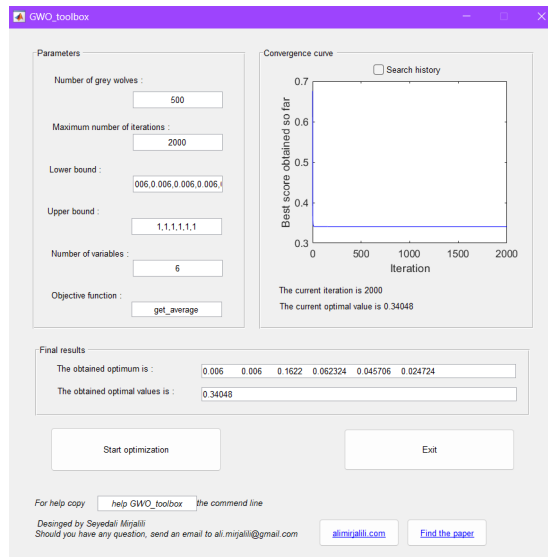 GWO_toolbox
Parameters
Number of grey wolves :
500
Maximum number of iterations :
2000
Lower bound :
006,0.006,0.006,0.006,
Upper bound :
1,1,1,1,1,1
Number of variables :
6
Objective function :
get_average
Convergence curve
Search history
0.7
0.6
0.5
0.4
0.3
Best score obtained so far
0 500 1000 1500 2000
Iteration
The current iteration is 2000
The current optimal value is 0.34048
Final results
The obtained optimum is :
0.006 0.006 0.1622 0.062324 0.045706 0.024724
The obtained optimal values is :
0.34048
Start optimization
Exit
For help copy help GWO_toolbox the commend line
Desinged by Seyedali Mirjalili
Should you have any question, send an email to ali.mirjalili@gmail.com
alimirjalili.com
Find the paper